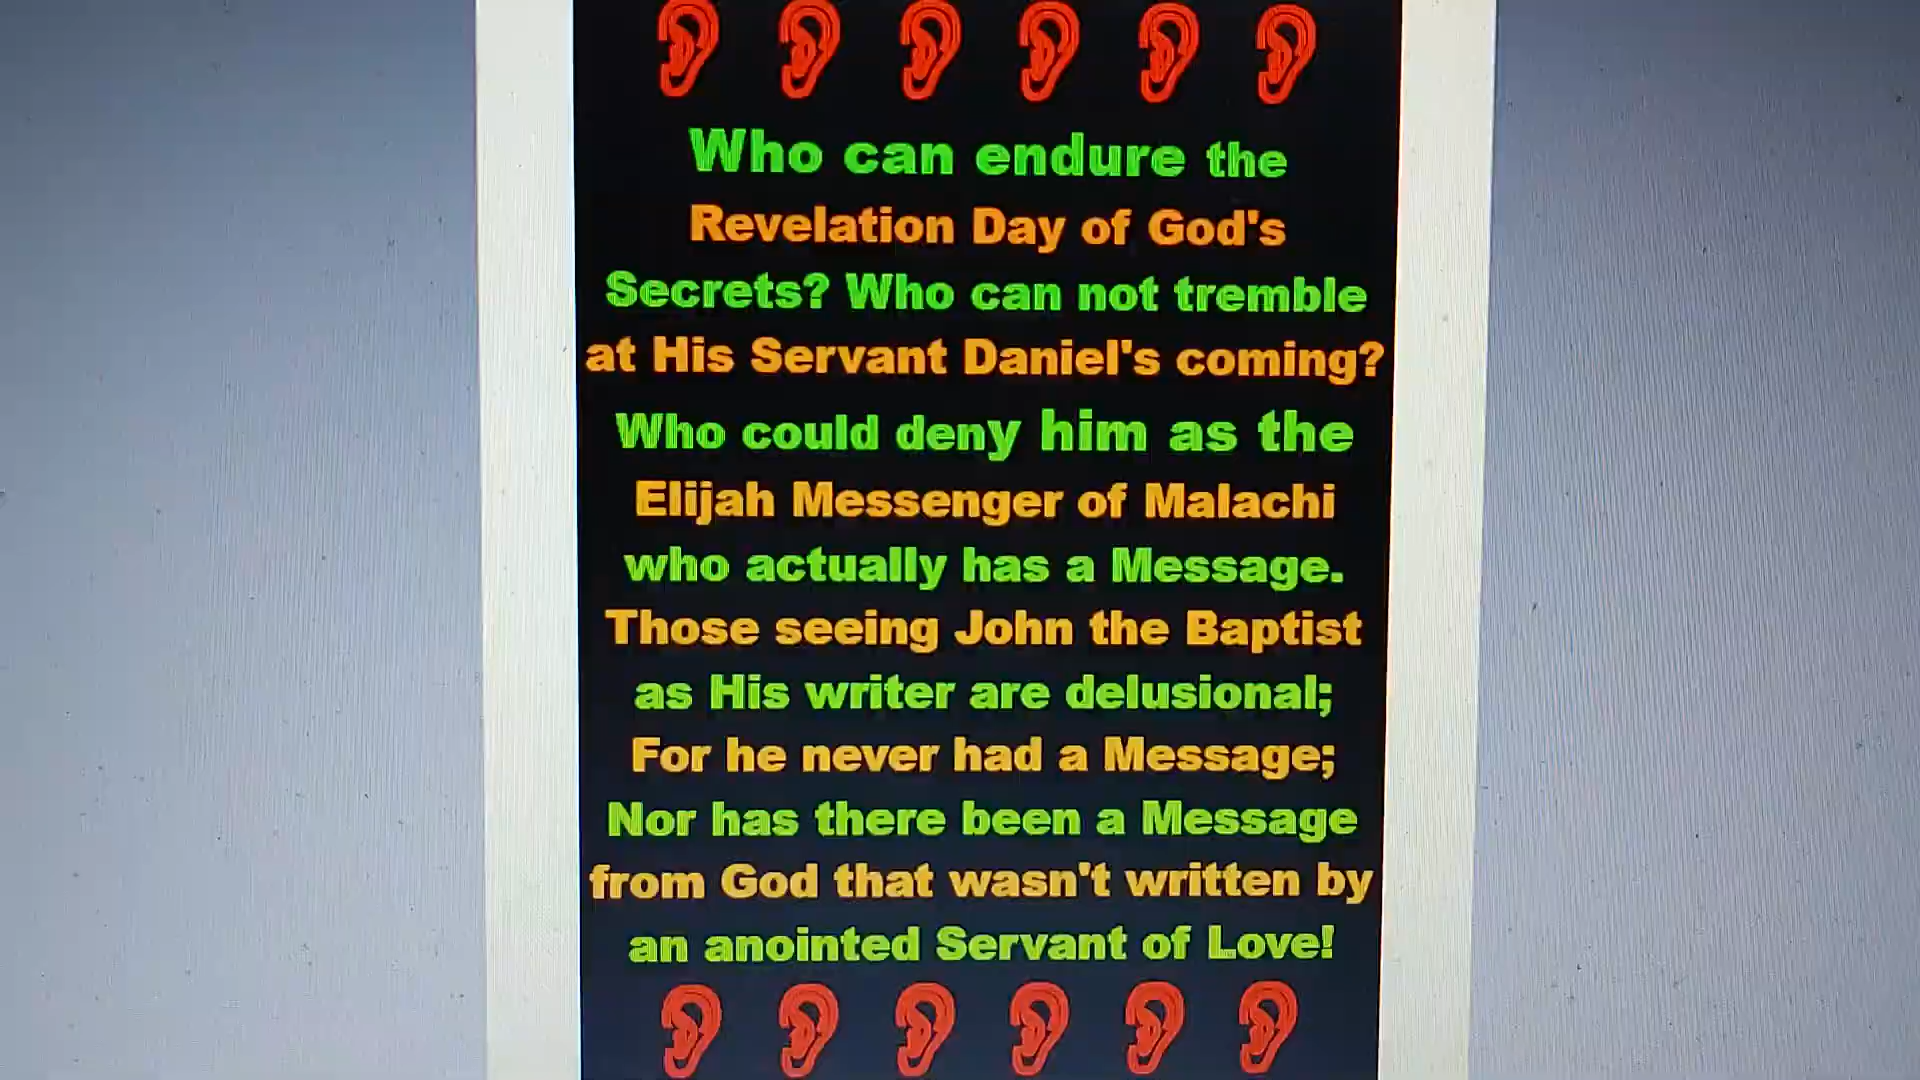 Who can endure the
Revelation Day of God's
Secrets? Who can not tremble
at His Servant Daniel's coming?
Who could deny him as the
Elijah Messenger of Malachi
who actually has a Message.
Those seeing John the Baptist
as His writer are delusional;
For he never had a Message;
Nor has there been a Message
from God that wasn't written by
an anointed Servant of Love!